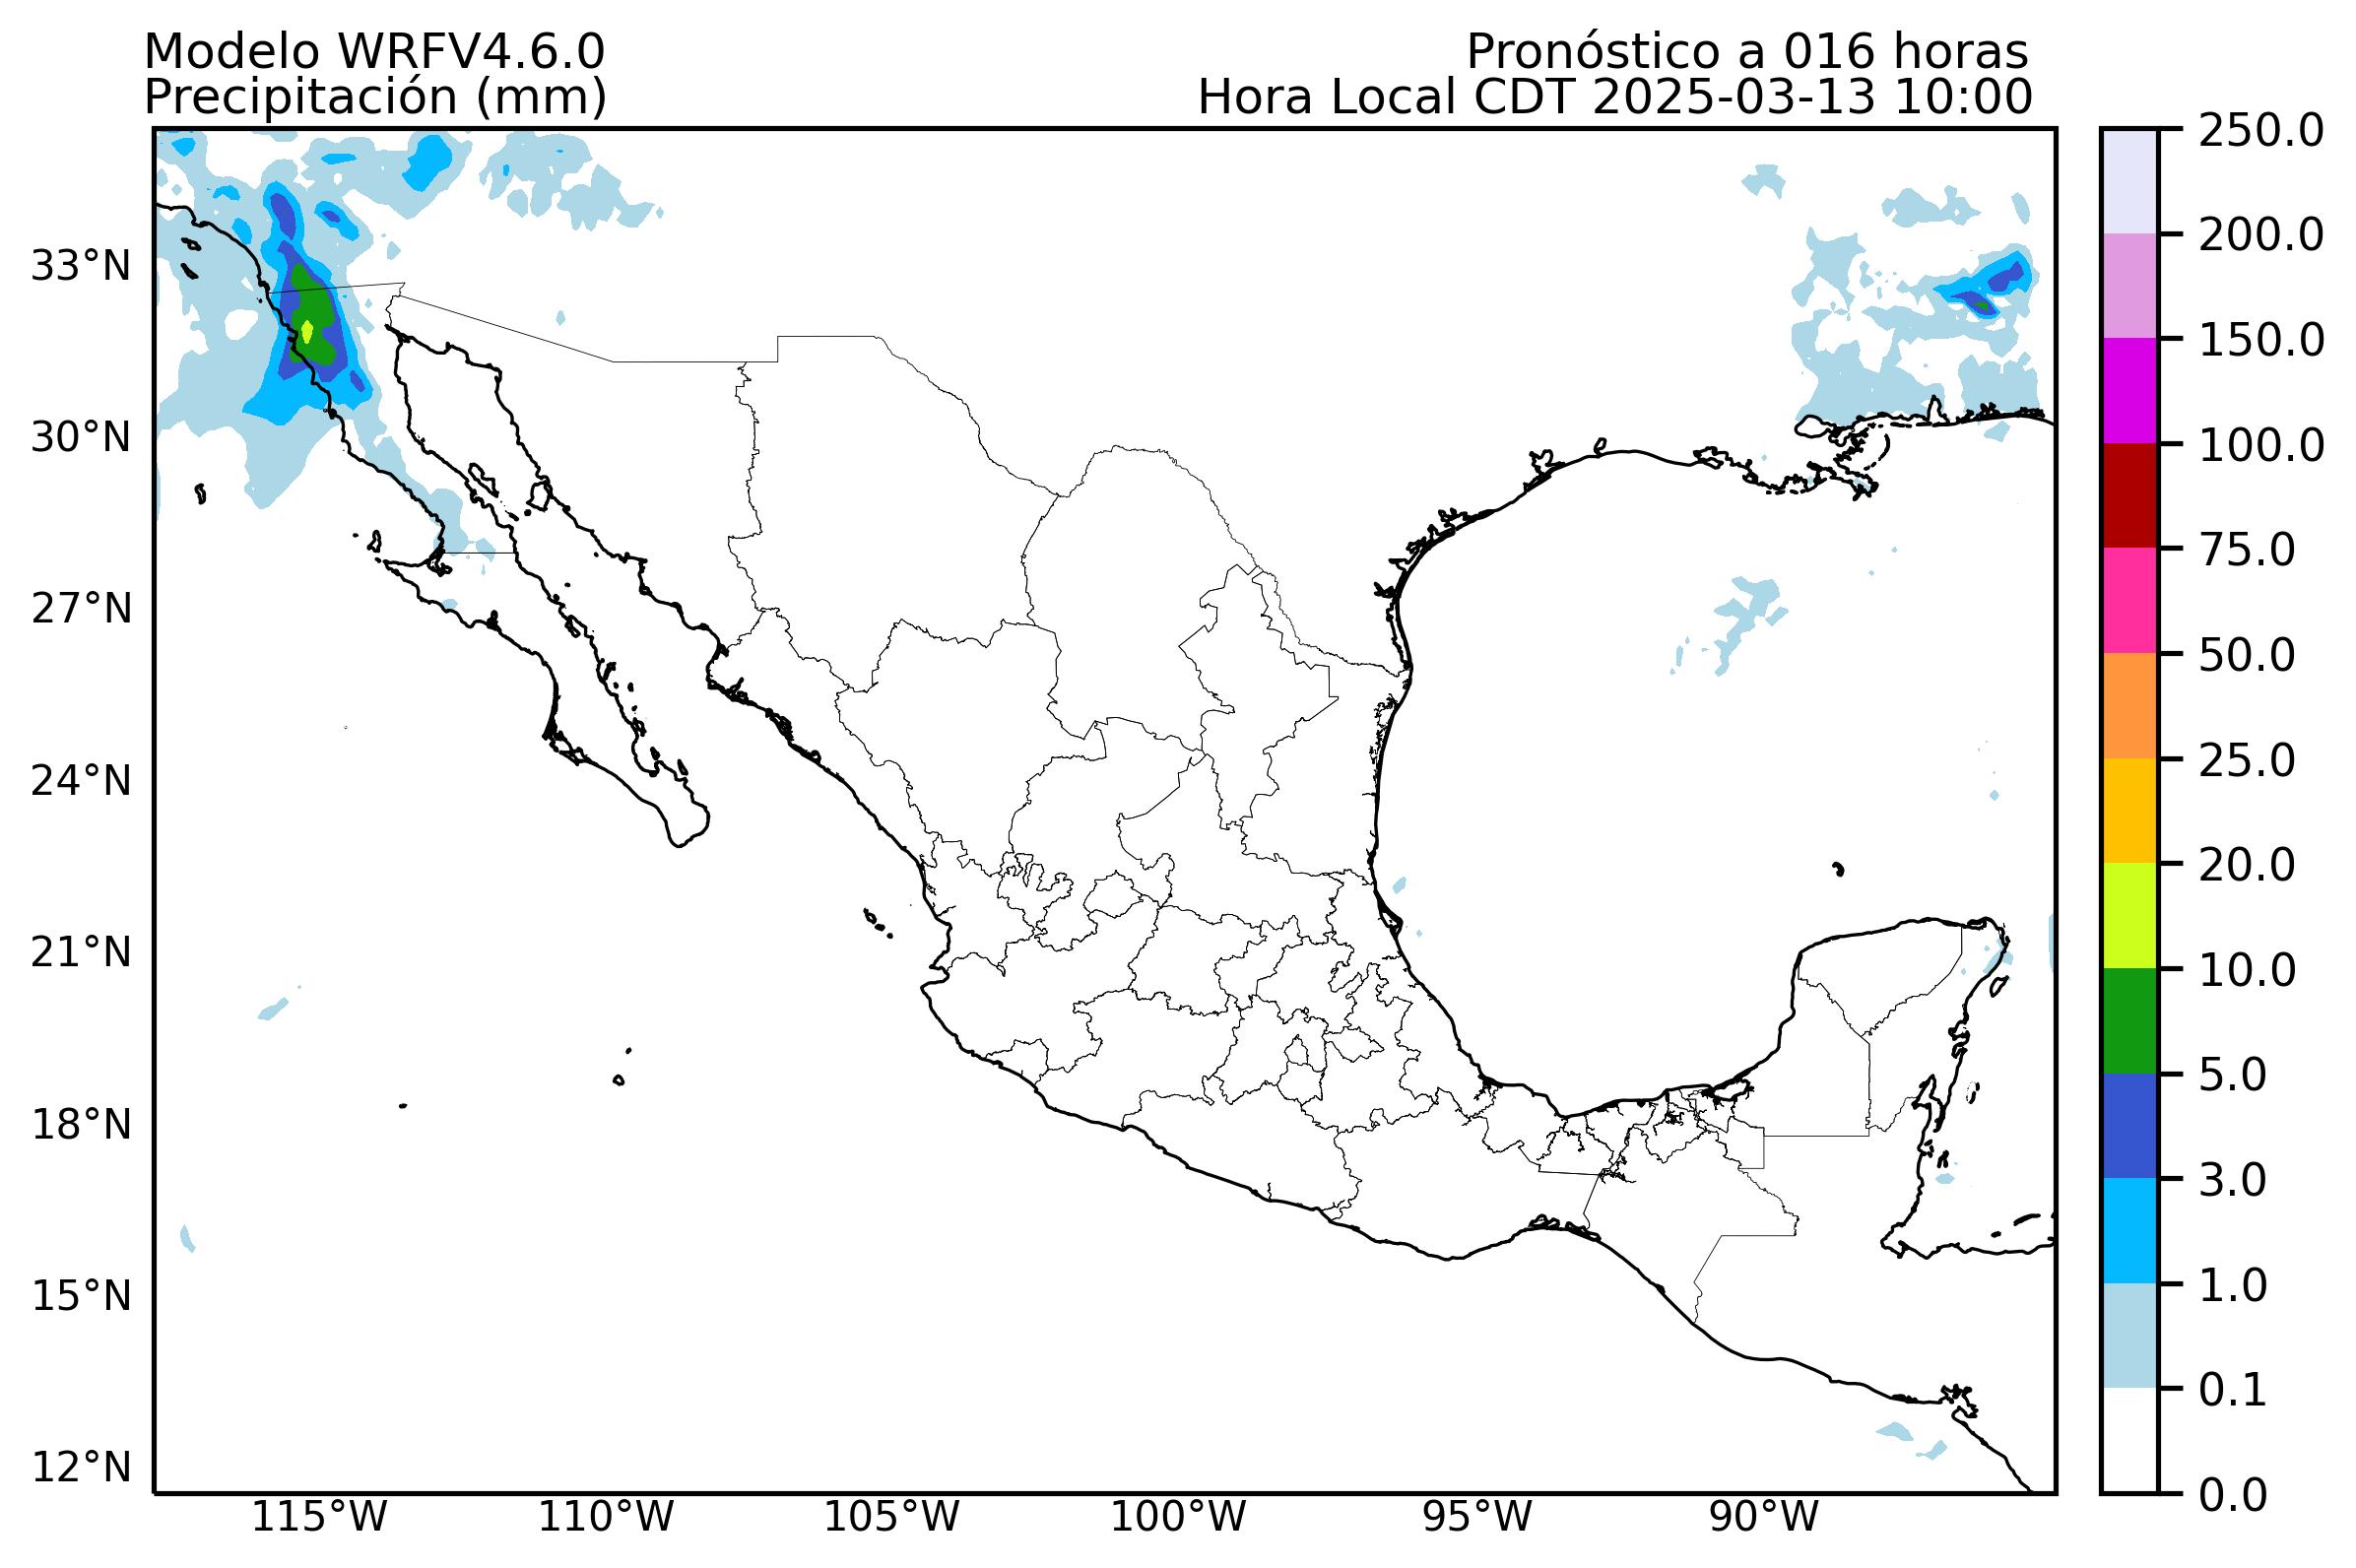 Modelo WRFV4.6.0
Precipitación (mm)
Pronóstico a 016 horas
Hora Local CDT 2025-03-13 10:00
33°N
30°N
27°N
24°N
21°N
18°N
15°N
12°N
115°W
110°W
105°W
100°W
95°W
90°W
250.0
200.0
150.0
100.0
75.0
50.0
25.0
20.0
10.0
5.0
3.0
1.0
0.1
0.0